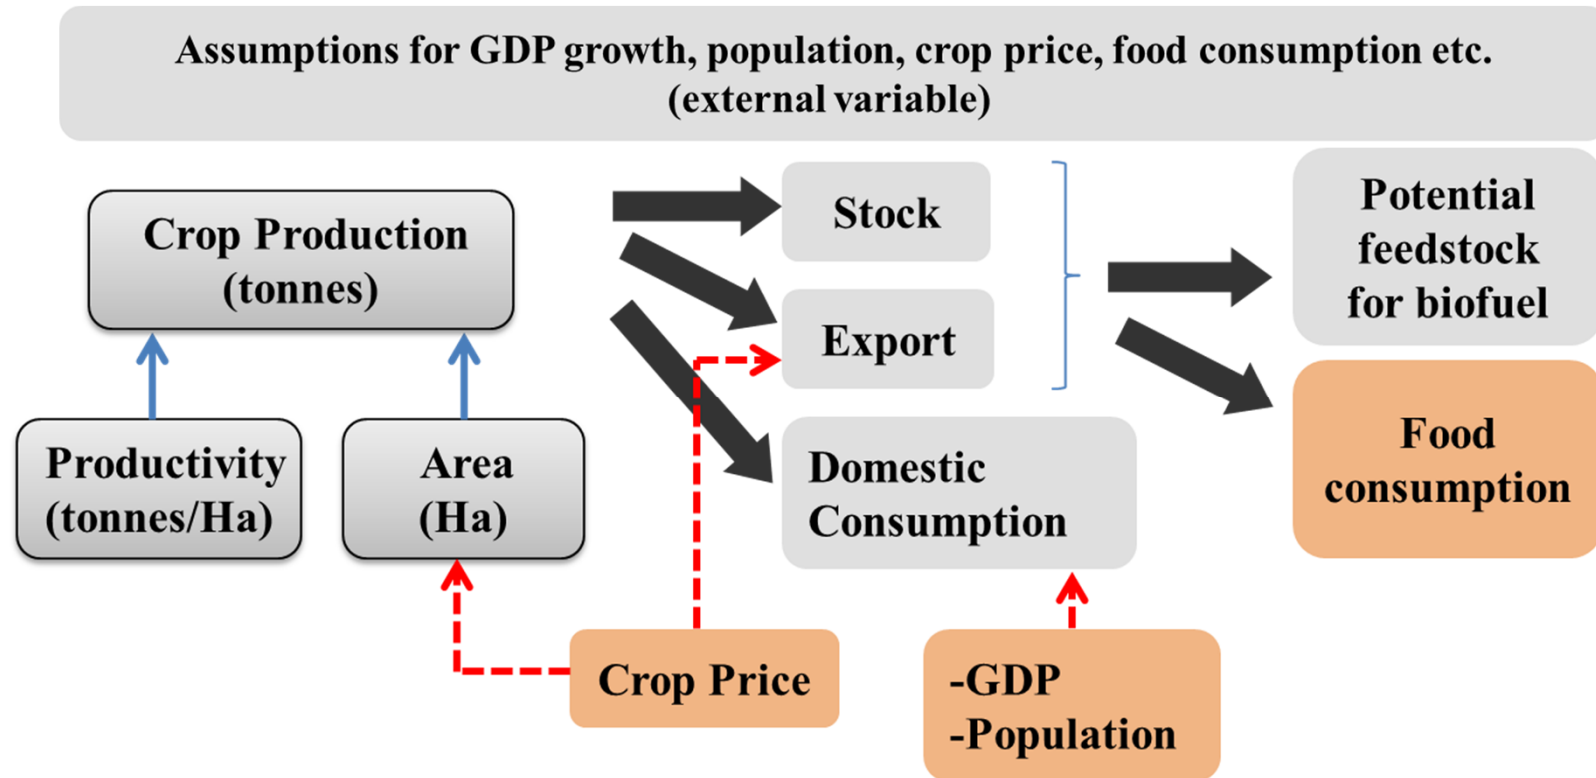 Assumptions for GDP growth, population, crop price, food consumption etc.
(external variable)
Crop Production
(tonnes)
Stock
Potential
feedstock
for biofuel
Export
Productivity
(tonnes/Ha)
Area
(Ha)
Domestic
Consumption
Food
consumption
Crop Price
-GDP
-Population